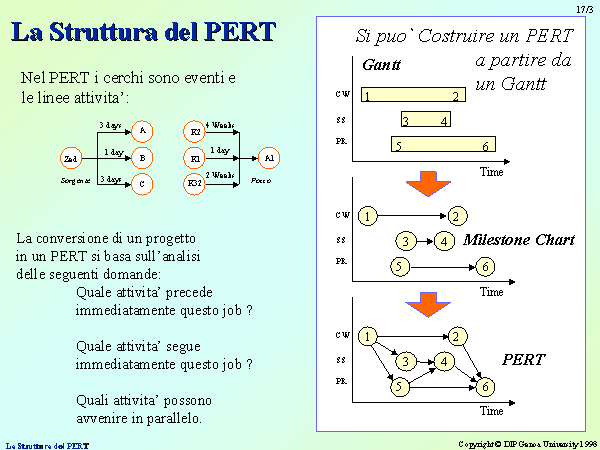 17/3
La Struttura del PERT
Nel PERT i cerchi sono eventi e
le linee attivita’:
3 days
A
Zed
1 day
B
3 days
C
Sorgente
K2
4 Weeks
K1
1 day
A1
K32
2 Weeks
Pozzo
La conversione di un progetto
in un PERT si basa sull’analisi
delle seguenti domande:
Quale attivita’ precede
immediatamente questo job ?
Quale attivita’ segue
immediatamente questo job ?
Quali attivita’ possono
avvenire in parallelo.
Si puo` Costruire un PERT
a partire da
un Gantt
Gantt
CW
1
2
SS
3
4
PR
5
6
Time
CW
1
2
SS
3
4
Milestone Chart
PR
5
6
Time
CW
1
2
SS
3
4
PERT
PR
5
6
Time
La Struttura del PERT
Copyright © DIP Genoa University 1998